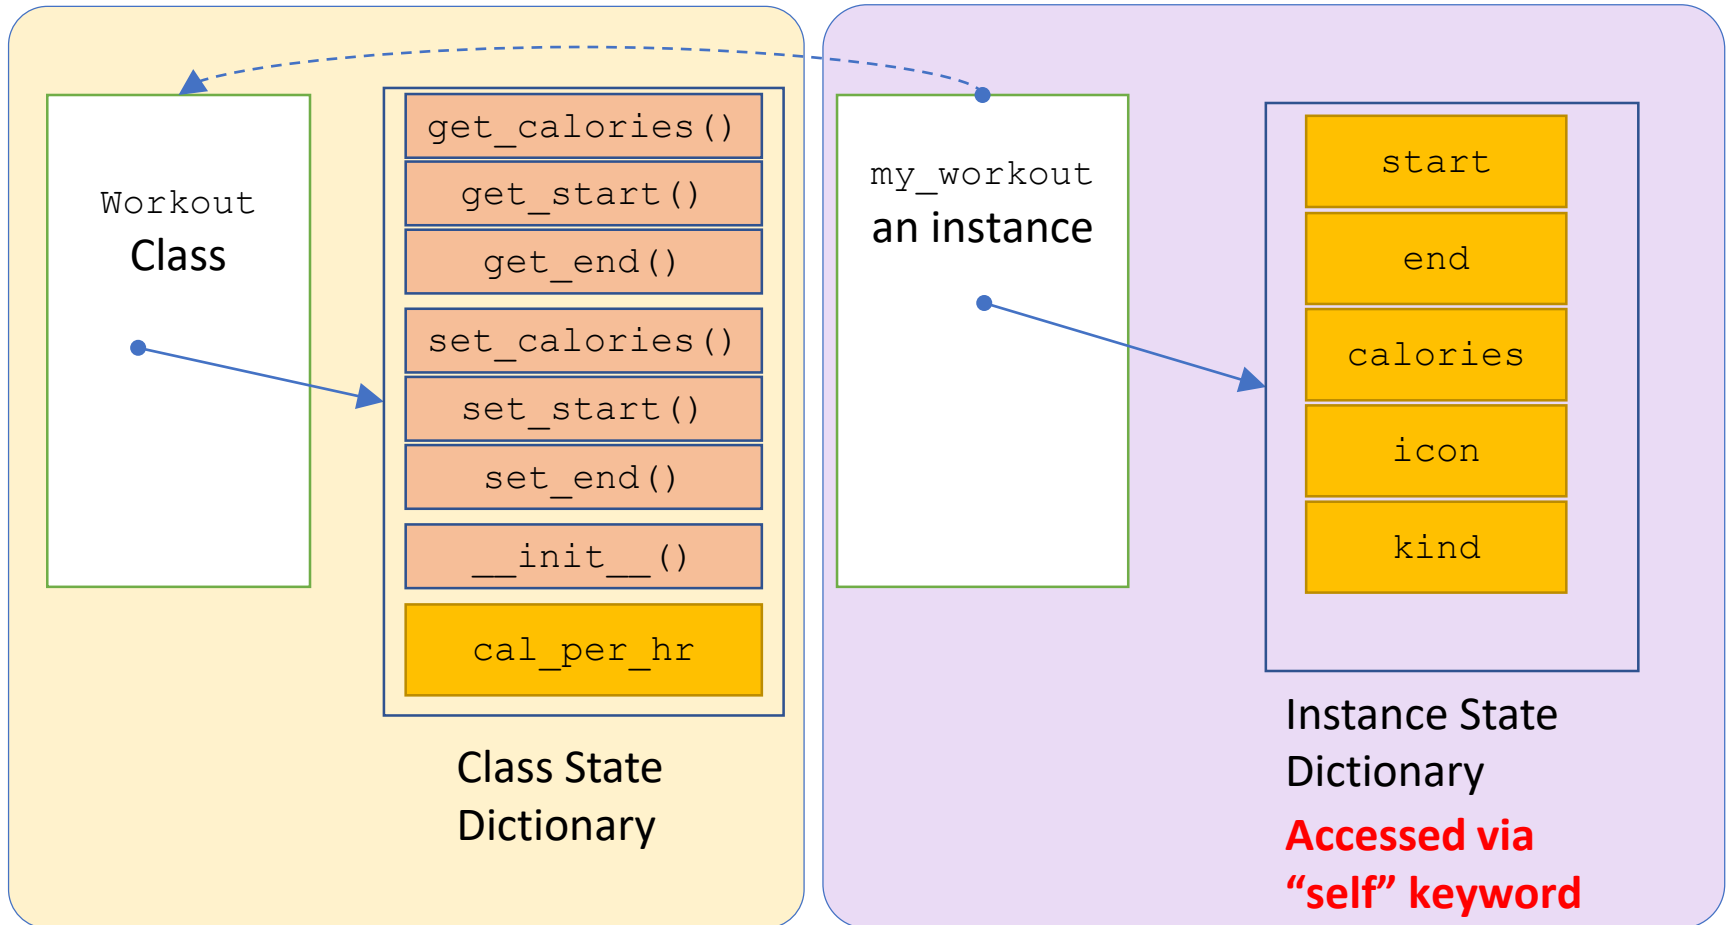 Workout
Class
get_calories()
get_start()
get_end()
set_calories()
set_start()
set_end()
__init__()
cal_per_hr
Class State
Dictionary
my_workout
an instance
start
end
calories
icon
kind
Instance State
Dictionary
Accessed via
“self” keyword